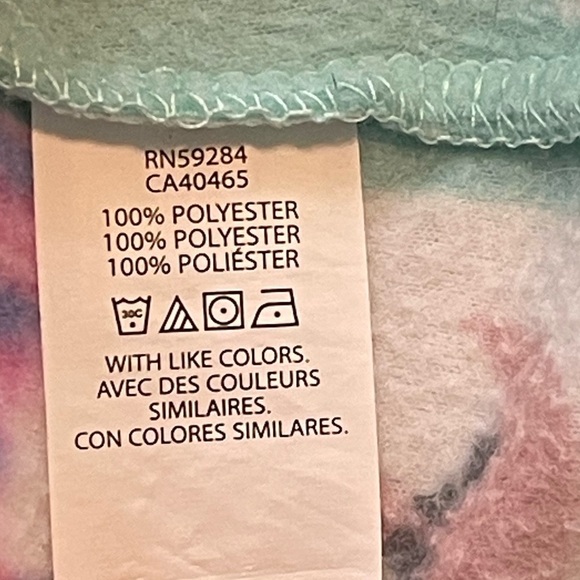 RN59284
CA40465
100% POLYESTER
100% POLYESTER
100% POLIÉSTER
30C
WITH LIKE COLORS.
AVEC DES COULEURS
SIMILAIRES.
CON COLORES SIMILARES.